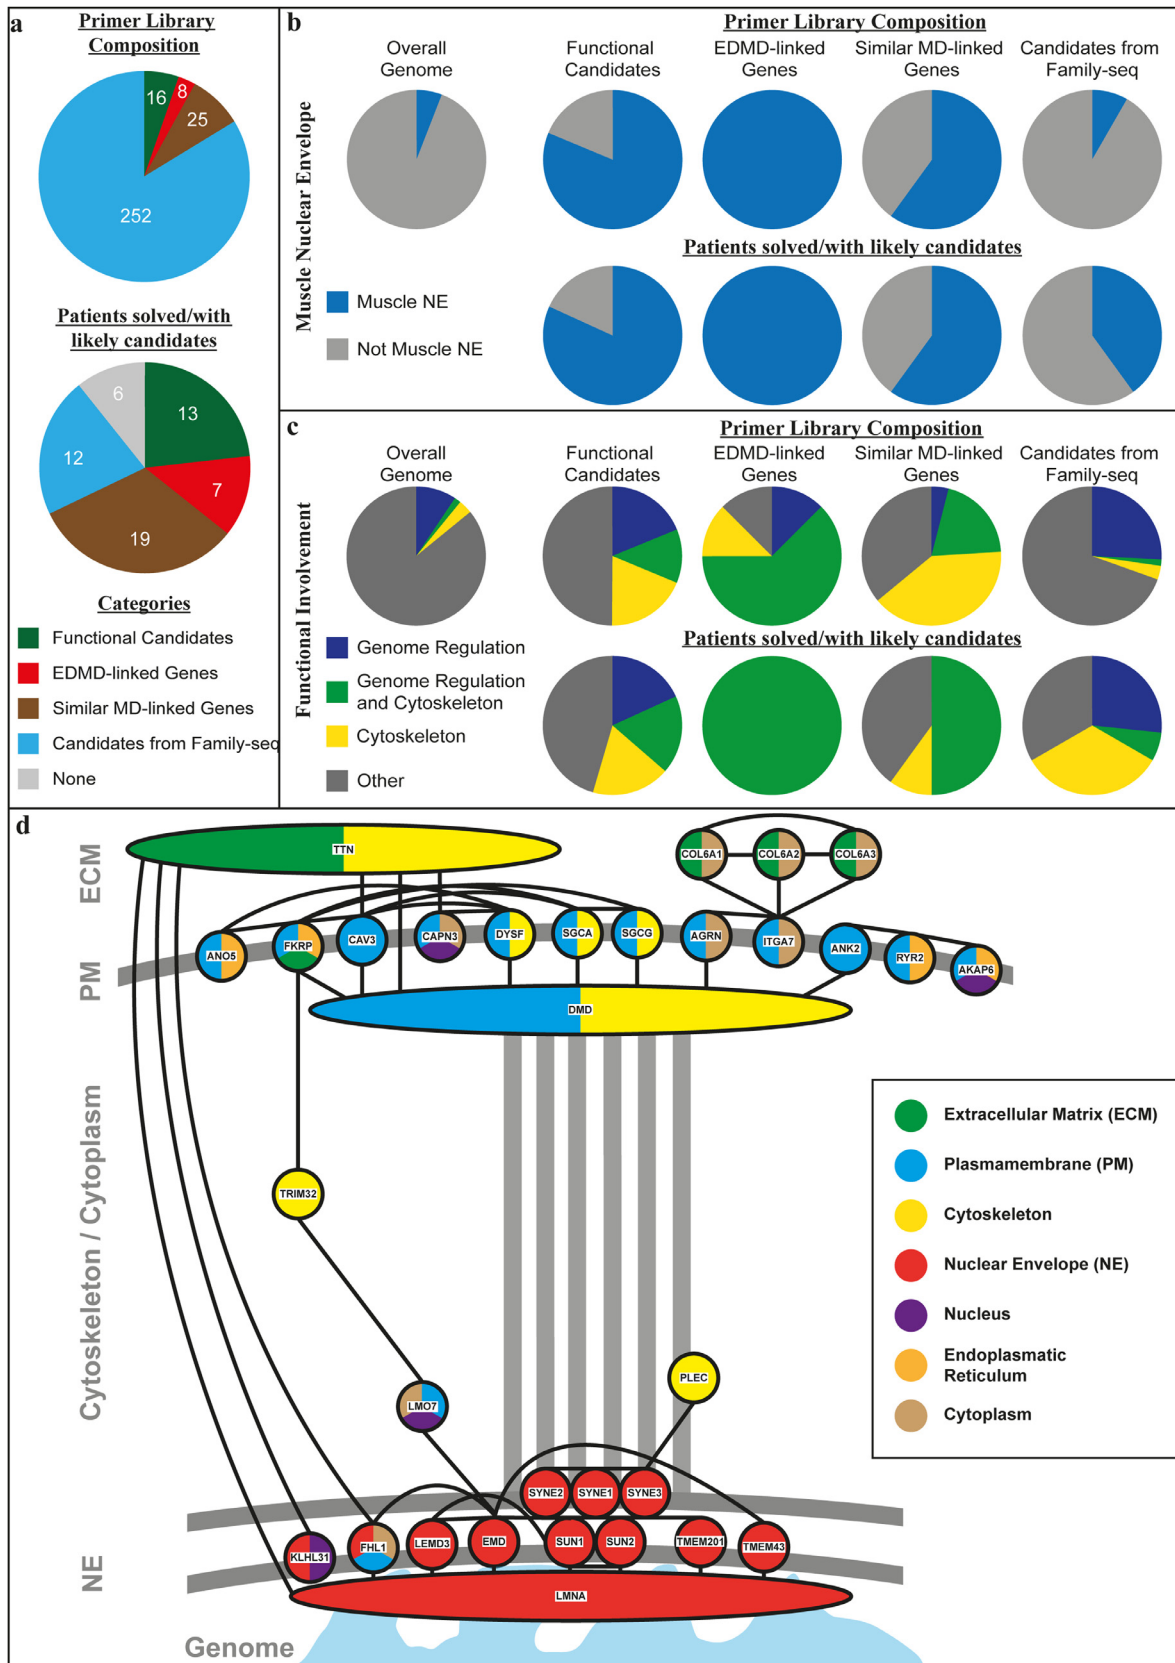 a
Primer Library
Composition
16
8
25
252
Patients solved/with
likely candidates
6
13
12
7
19
Categories
Functional Candidates
EDMD-linked Genes
Similar MD-linked Genes
Candidates from Family-seq
None
b
Primer Library Composition
Muscle Nuclear Envelope
Overall
Genome
Functional
Candidates
EDMD-linked
Genes
Similar MD-linked
Genes
Candidates from
Family-seq
Patients solved/with likely candidates
Muscle NE
Not Muscle NE
c
Primer Library Composition
Functional Involvement
Overall
Genome
Functional
Candidates
EDMD-linked
Genes
Similar MD-linked
Genes
Candidates from
Family-seq
Patients solved/with likely candidates
Genome Regulation
Genome Regulation
and Cytoskeleton
Cytoskeleton
Other
d
ECM
TTN
COL6A1
COL6A2
COL6A3
PM
ANO5
FKRP
CAV3
CAPN3
DYSF
SGCA
SGCG
AGRN
ITGA7
ANK2
RYR2
AKAP6
DMD
Cytoskeleton / Cytoplasm
TRIM32
LMO7
PLEC
Extracellular Matrix (ECM)
Plasmamembrane (PM)
Cytoskeleton
Nuclear Envelope (NE)
Nucleus
Endoplasmatic
Reticulum
Cytoplasm
NE
SYNE2
SYNE1
SYNE3
KLHL31
FHL1
LEMD3
EMD
SUN1
SUN2
TMEM201
TMEM43
LMNA
Genome